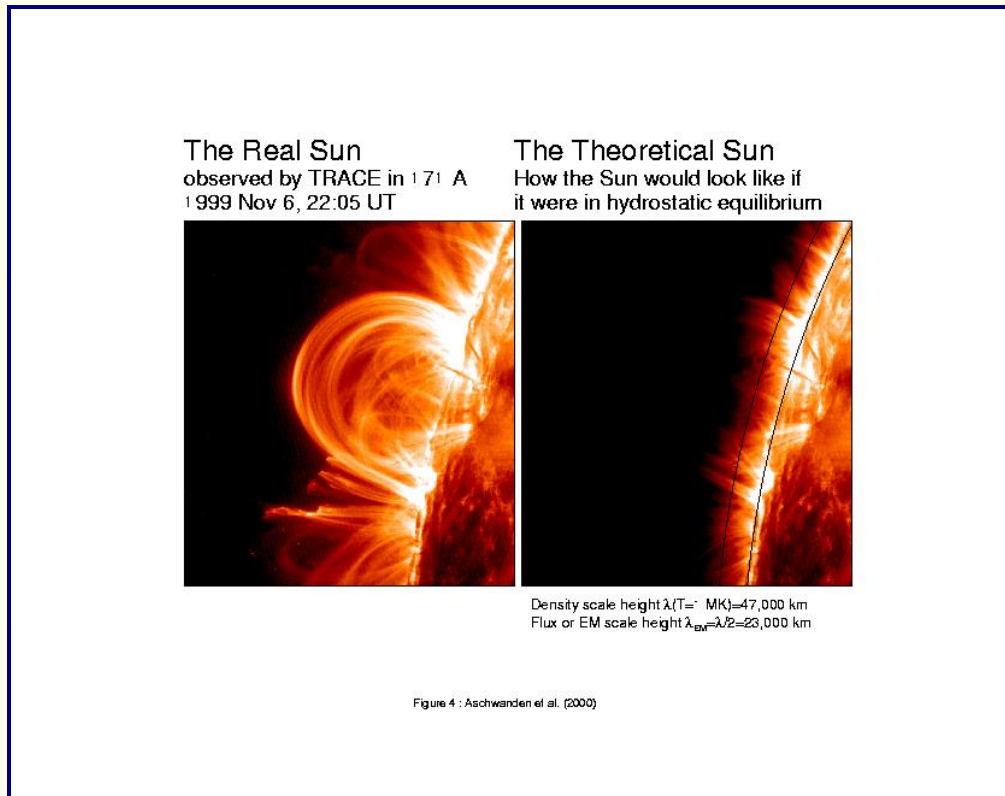 The Real Sun
observed by TRACE in 171 A
1999 Nov 6, 22:05 UT
The Theoretical Sun
How the Sun would look like if
it were in hydrostatic equilibrium
Density scale height λ(T=1 MK)=47,000 km
Flux or EM scale height λEM=λ/2=23,000 km
Figure 4 : Aschwanden et al. (2000)